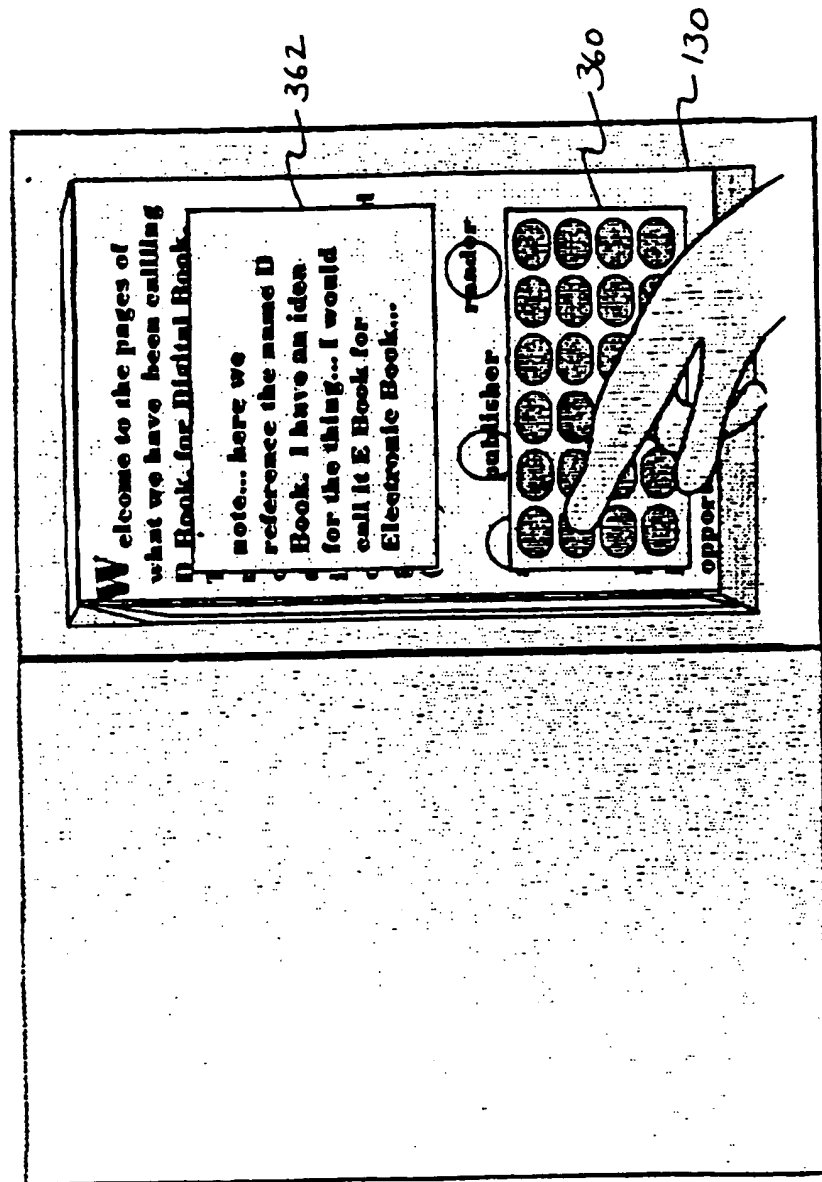 Welcome to the pages of
what we have been callling
D Book, for Digital Book.
note... here we
reference the name D
Book. I have an idea
for the thing... I would
call it E Book for
Electronic Book...
publisher
reader
oppor
362
360
130